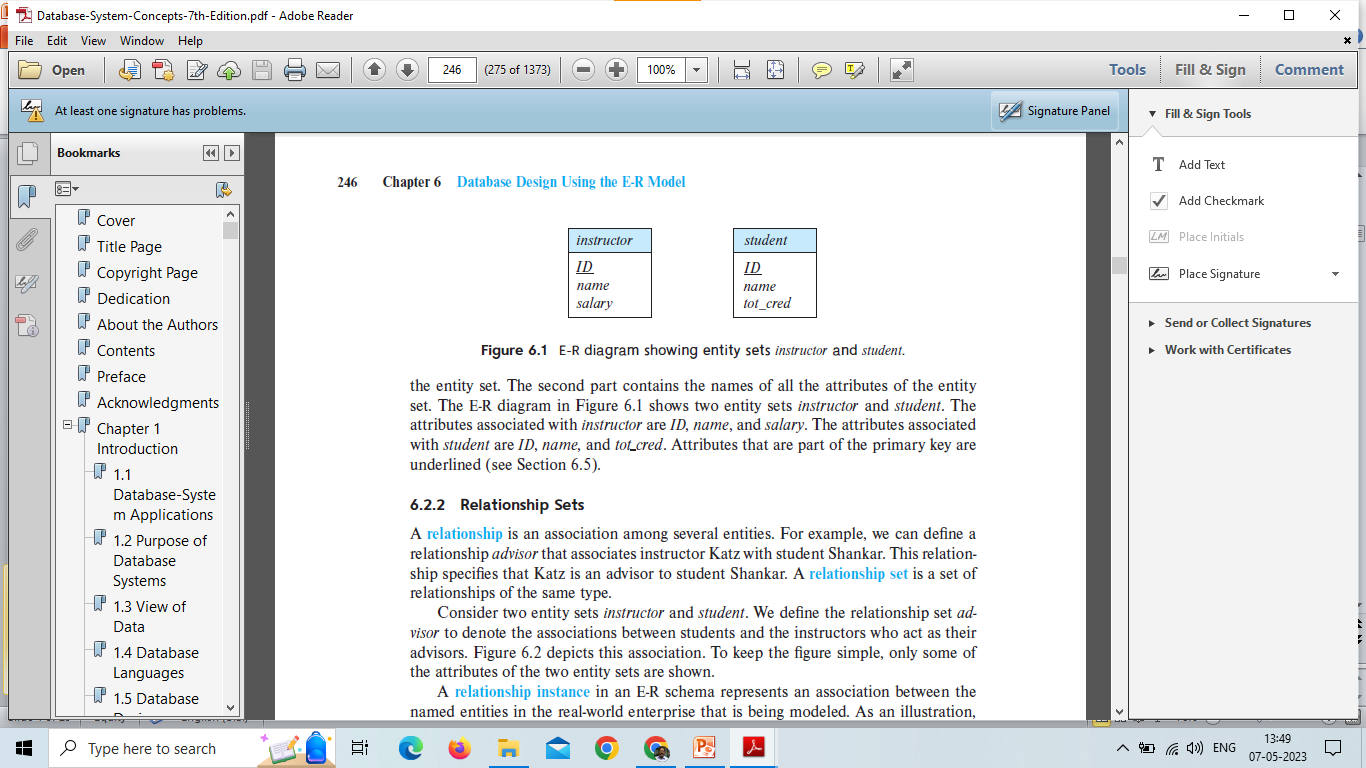 Database-System-Concepts-7th-Edition.pdf - Adobe Reader
File Edit View Window Help
Open 246 (275 of 1373) 100% Tools Fill & Sign Comment
At least one signature has problems. Signature Panel
Bookmarks
Cover
Title Page
Copyright Page
Dedication
About the Authors
Contents
Preface
Acknowledgments
Chapter 1
Introduction
1.1
Database-Syste
m Applications
1.2 Purpose of
Database
Systems
1.3 View of
Data
1.4 Database
Languages
1.5 Database
246 Chapter 6 Database Design Using the E-R Model
instructor
ID
name
salary
student
ID
name
tot_cred
Figure 6.1 E-R diagram showing entity sets instructor and student.
the entity set. The second part contains the names of all the attributes of the entity
set. The E-R diagram in Figure 6.1 shows two entity sets instructor and student. The
attributes associated with instructor are ID, name, and salary. The attributes associated
with student are ID, name, and tot_cred. Attributes that are part of the primary key are
underlined (see Section 6.5).
6.2.2 Relationship Sets
A relationship is an association among several entities. For example, we can define a
relationship advisor that associates instructor Katz with student Shankar. This relation-
ship specifies that Katz is an advisor to student Shankar. A relationship set is a set of
relationships of the same type.
Consider two entity sets instructor and student. We define the relationship set ad-
visor to denote the associations between students and the instructors who act as their
advisors. Figure 6.2 depicts this association. To keep the figure simple, only some of
the attributes of the two entity sets are shown.
A relationship instance in an E-R schema represents an association between the
named entities in the real-world enterprise that is being modeled. As an illustration,
Fill & Sign Tools
T Add Text
Add Checkmark
LM Place Initials
Place Signature
Send or Collect Signatures
Work with Certificates
Type here to search
ENG
13:49
07-05-2023